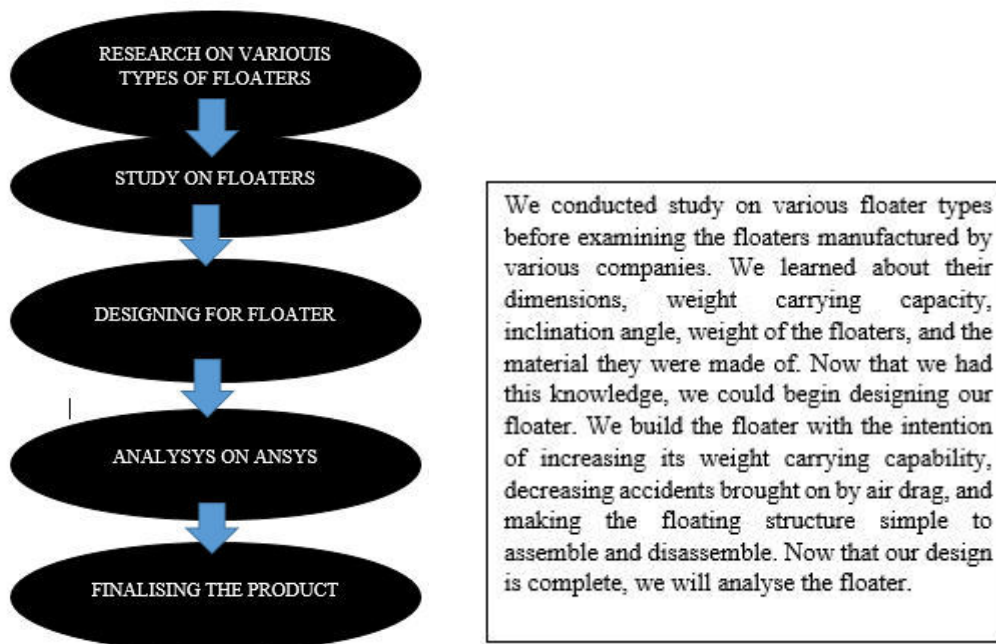 RESEARCH ON VARIOUIS
TYPES OF FLOATERS
STUDY ON FLOATERS
DESIGNING FOR FLOATER
ANALYSYS ON ANSYS
FINALISING THE PRODUCT
We conducted study on various floater types
before examining the floaters manufactured by
various companies. We learned about their
dimensions, weight carrying capacity,
inclination angle, weight of the floaters, and the
material they were made of. Now that we had
this knowledge, we could begin designing our
floater. We build the floater with the intention
of increasing its weight carrying capability,
decreasing accidents brought on by air drag, and
making the floating structure simple to
assemble and disassemble. Now that our design
is complete, we will analyse the floater.